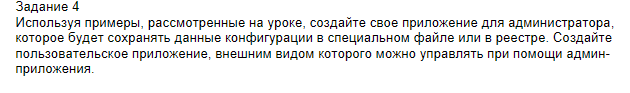 Задание 4
Используя примеры, рассмотренные на уроке, создайте свое приложение для администратора,
которое будет сохранять данные конфигурации в специальном файле или в реестре. Создайте
пользовательское приложение, внешним видом которого можно управлять при помощи админ-
приложения.